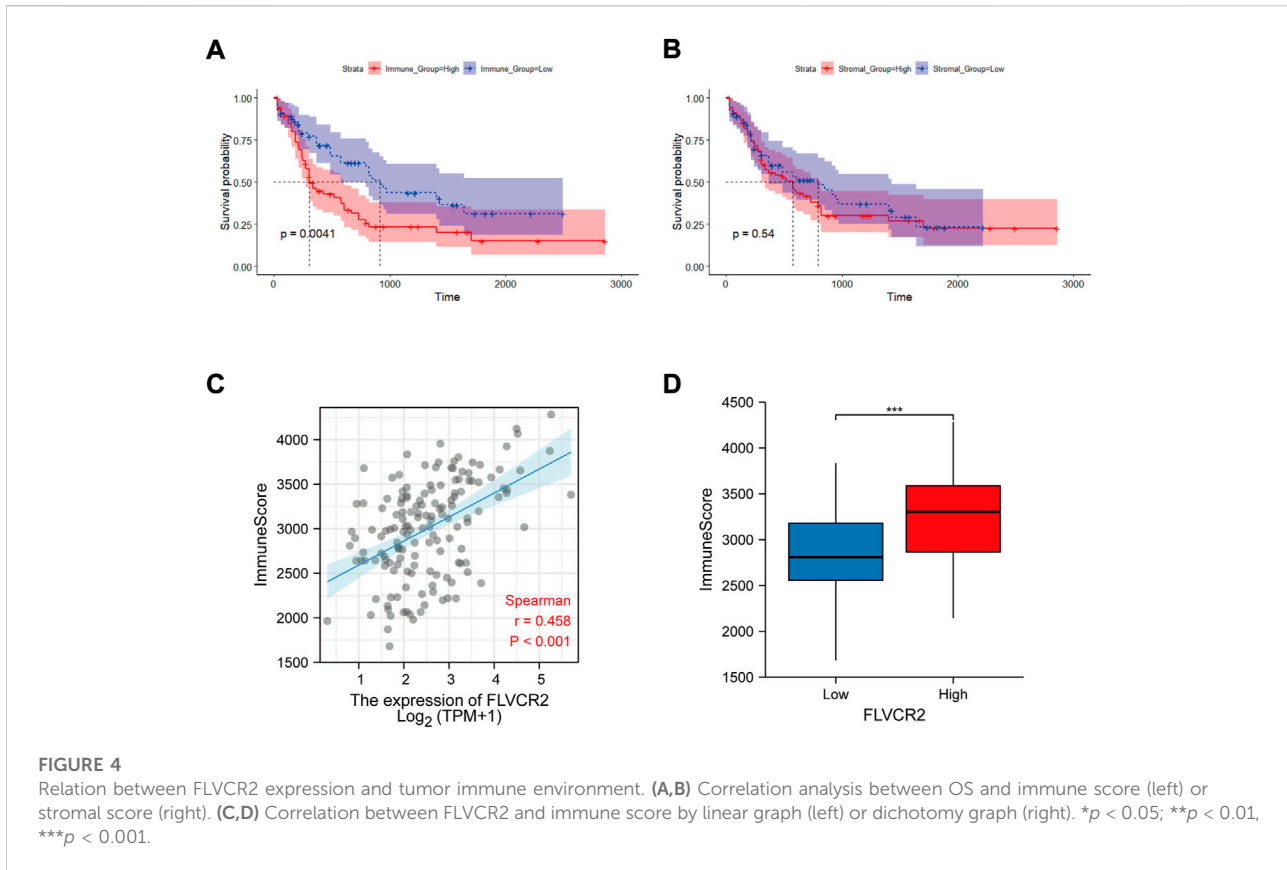 A
Strata Immune_Group=High Immune_Group=Low
1.00
0.75
0.50
0.25
0.00
Survival probability
p = 0.0041
0 1000 2000 3000
Time
B
Strata Stromal_Group=High Stromal_Group=Low
1.00
0.75
0.50
0.25
0.00
Survival probability
p = 0.54
0 1000 2000 3000
Time
C
4000
3500
3000
2500
2000
1500
ImmuneScore
Spearman
r = 0.458
P < 0.001
1 2 3 4 5
The expression of FLVCR2
Log2 (TPM+1)
D
4500
4000
3500
3000
2500
2000
1500
ImmuneScore
***
Low High
FLVCR2
FIGURE 4
Relation between FLVCR2 expression and tumor immune environment. (A,B) Correlation analysis between OS and immune score (left) or
stromal score (right). (C,D) Correlation between FLVCR2 and immune score by linear graph (left) or dichotomy graph (right). *p < 0.05; **p < 0.01,
***p < 0.001.